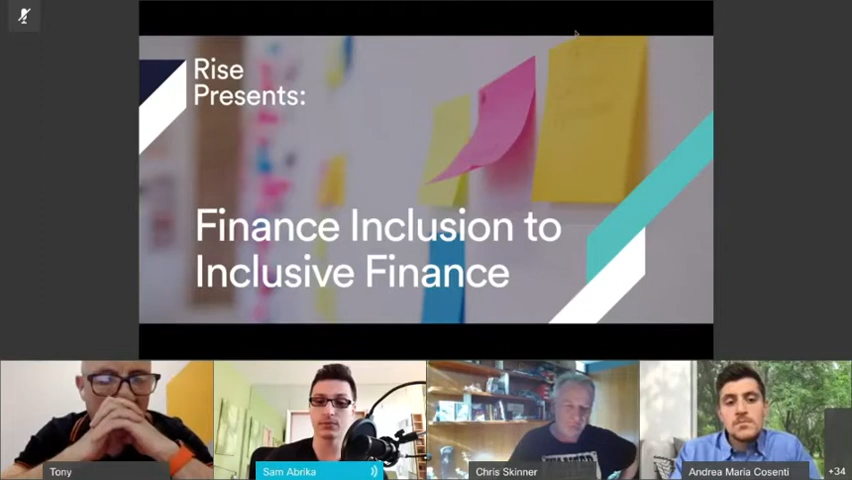 Rise
Presents:
Finance Inclusion to
Inclusive Finance
Tony
Sam Abrika
Chris Skinner
Andrea Maria Cosenti
+34